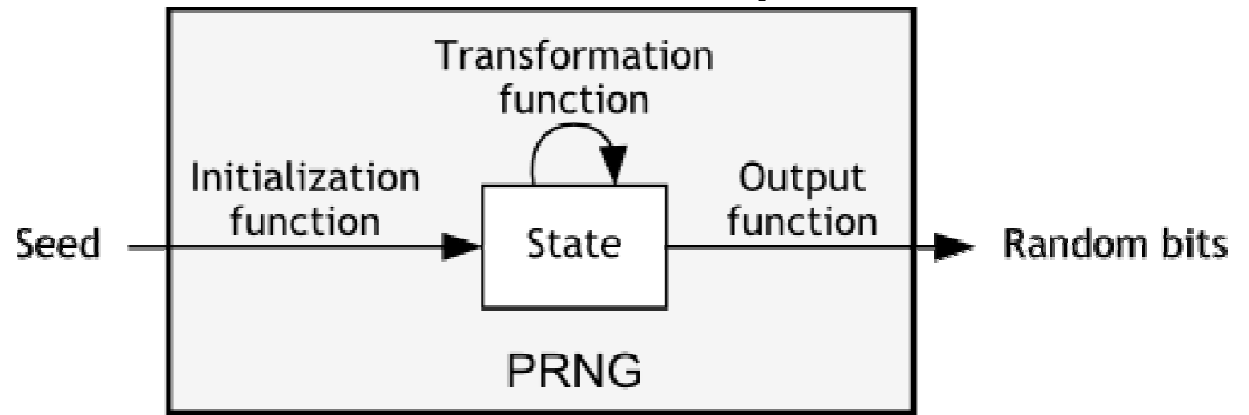 Transformation
function
Initialization
function
Output
function
Seed
State
Random bits
PRNG